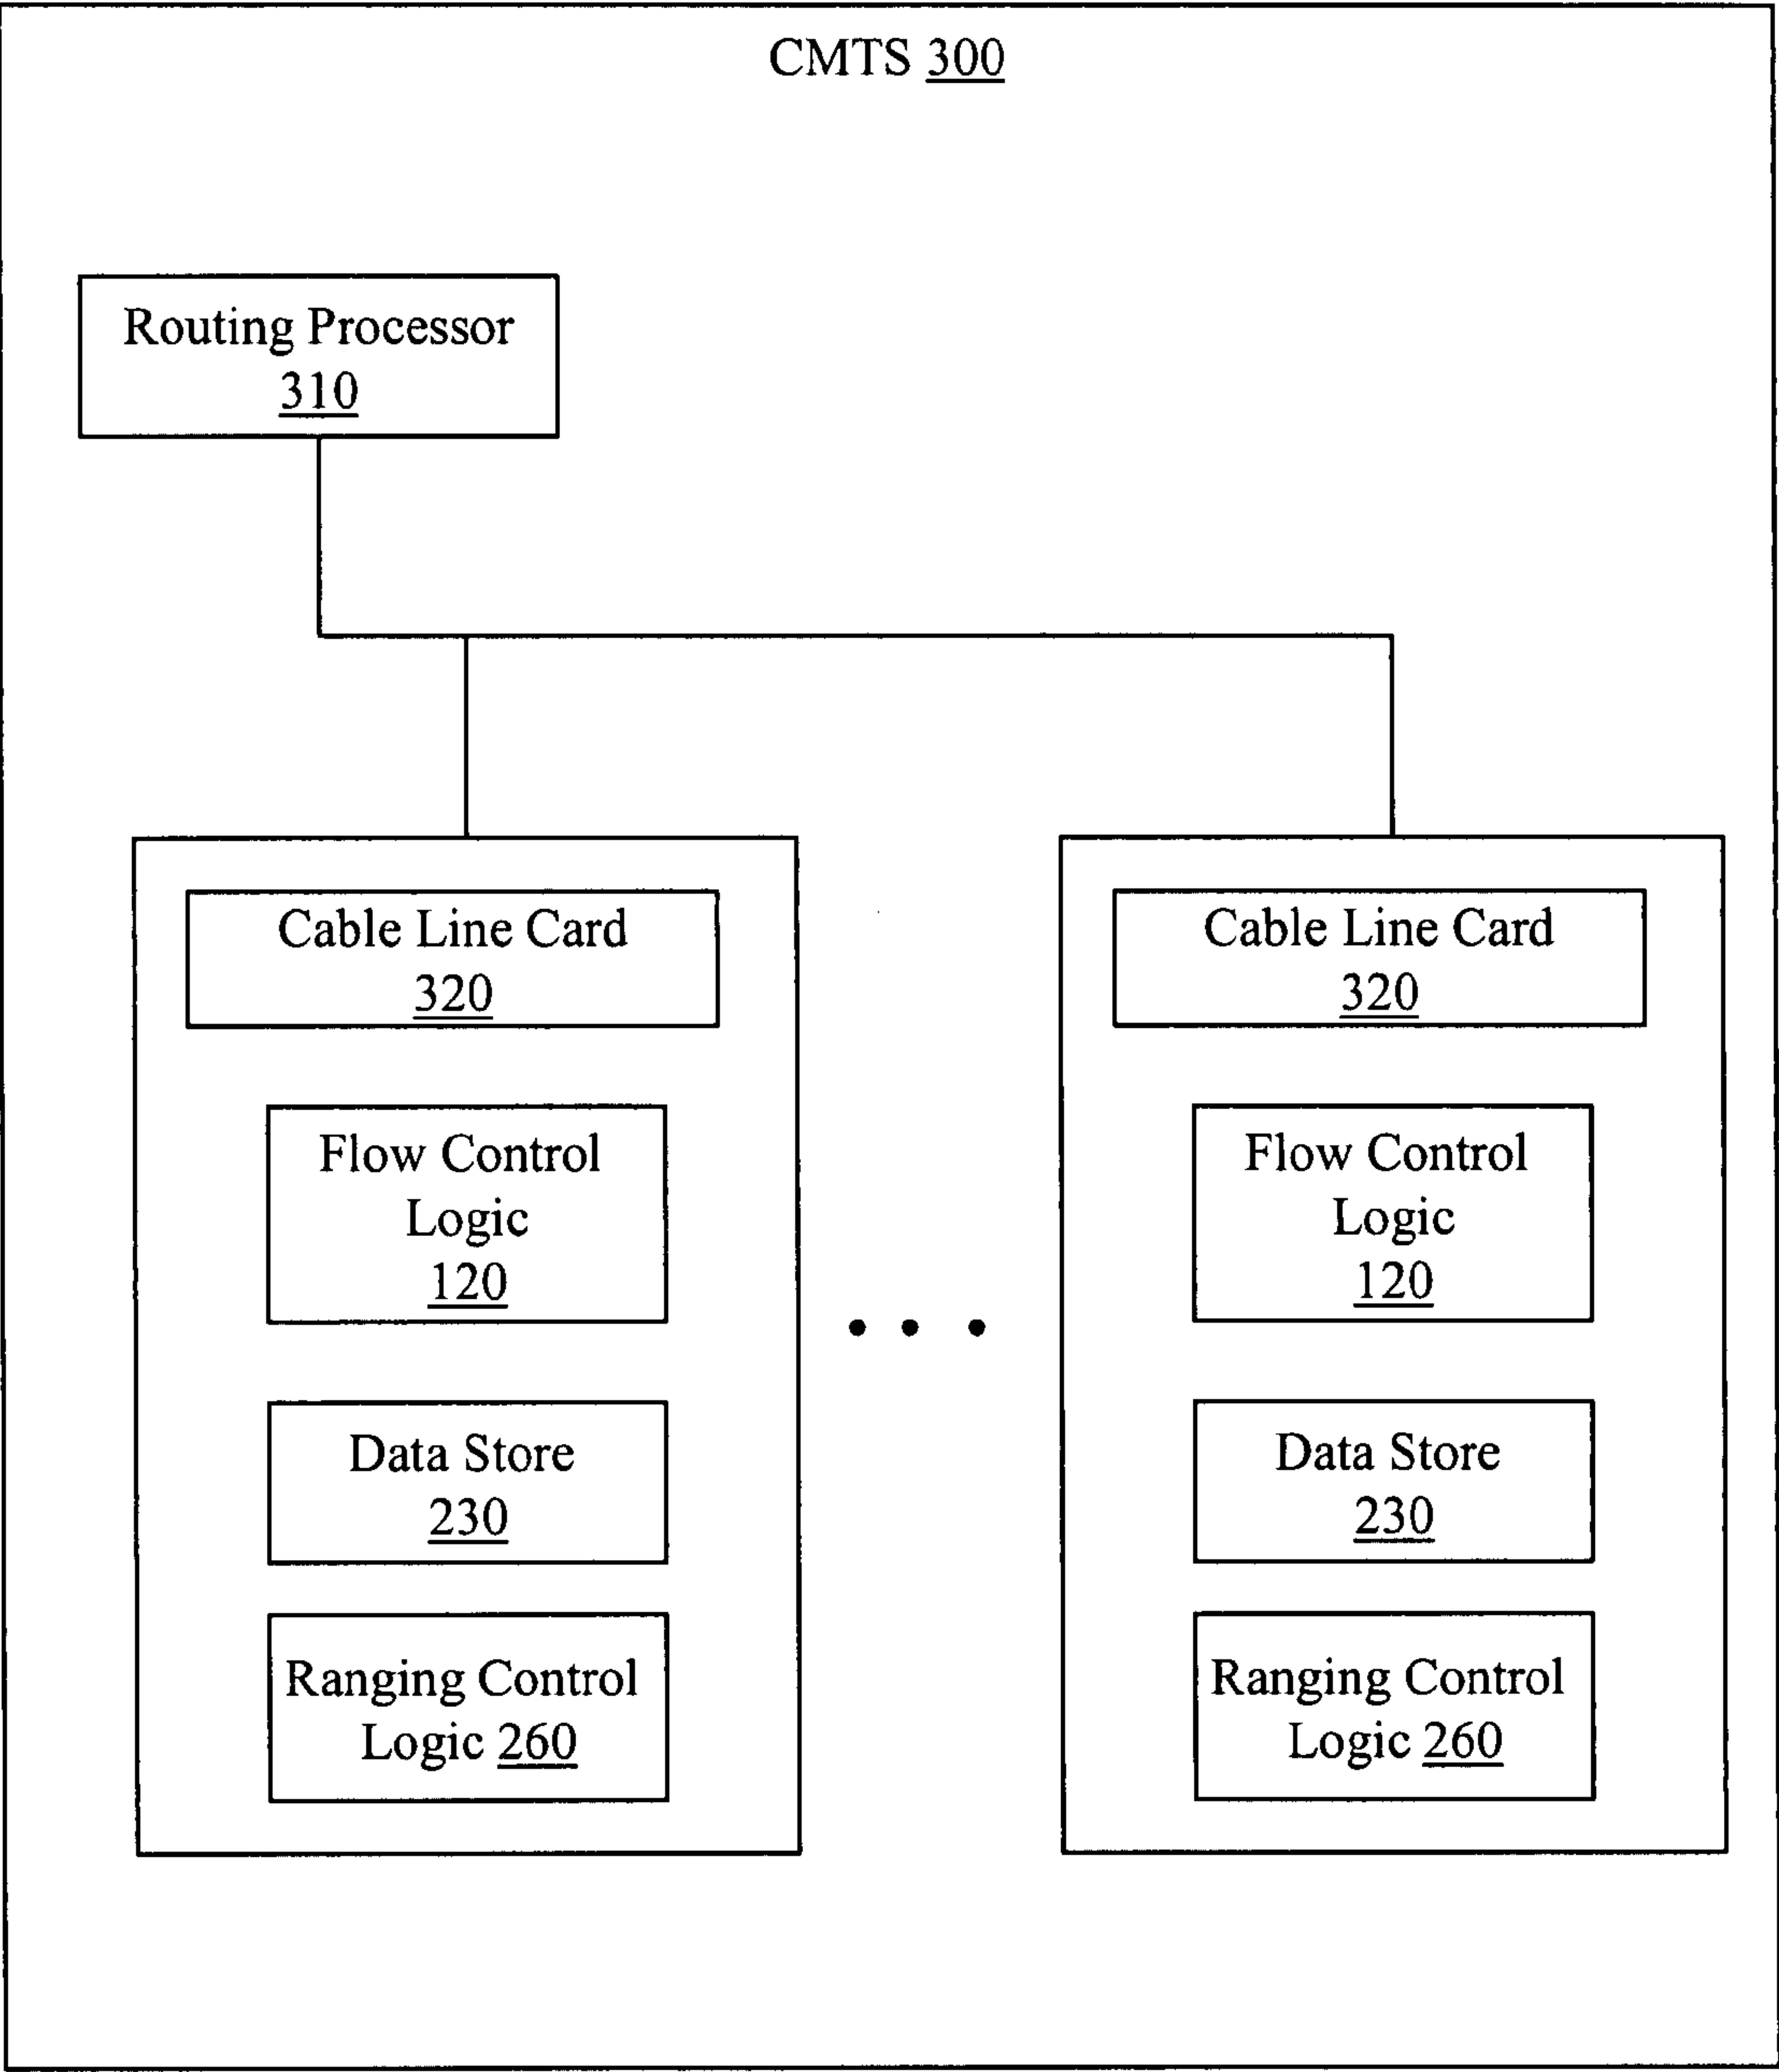 CMTS 300
Routing Processor
310
Cable Line Card
320
Flow Control
Logic
120
Data Store
230
Ranging Control
Logic 260
Cable Line Card
320
Flow Control
Logic
120
Data Store
230
Ranging Control
Logic 260